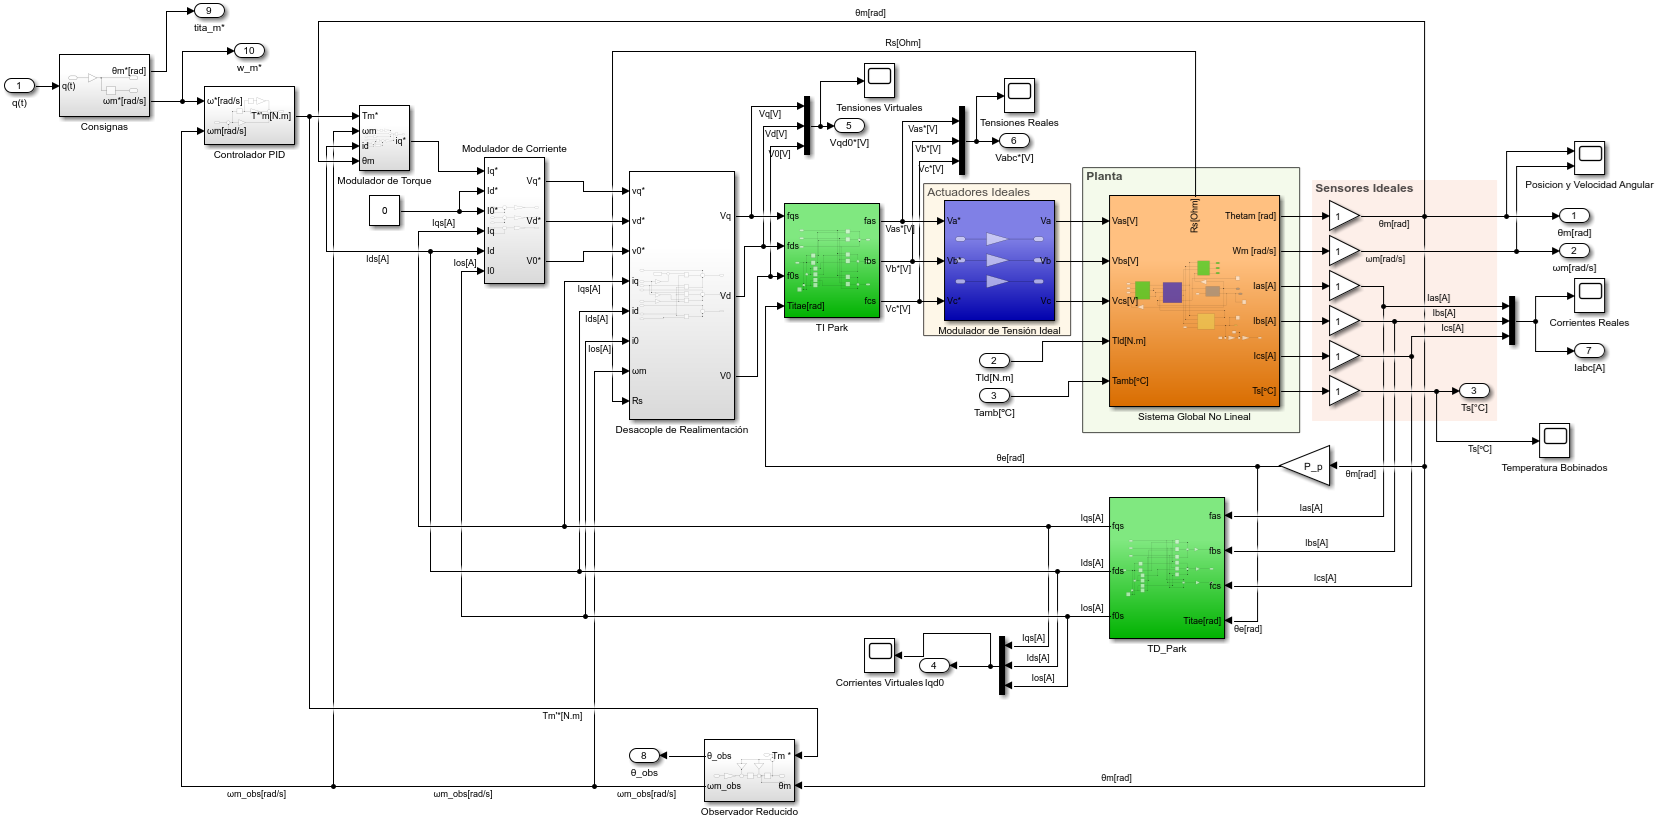 θm[rad]
9
tita_m*
10
w_m*
Rs[Ohm]
1
q(t)
q(t)
θm*[rad]
ωm*[rad/s]
Consignas
ω*[rad/s]
T*'m[N.m]
ωm[rad/s]
Controlador PID
Tm*
ωm
id
θm
iq*
Modulador de Torque
0
Modulador de Corriente
Iq*
Id*
I0*
Iq
Id
I0
Vq*
Vd*
V0*
Iqs[A]
Ids[A]
Ios[A]
vq*
vd*
v0*
iq
id
i0
ωm
Rs
Vq
Vd
V0
Desacople de Realimentación
Iqs[A]
Ids[A]
Ios[A]
Vq[V]
Vd[V]
V0[V]
Tensiones Virtuales
5
Vqd0*[V]
fqs
fds
f0s
Titae[rad]
fas
fbs
fcs
TI Park
Vas*[V]
Vb*[V]
Vc*[V]
Vas*[V]
Vb*[V]
Vc*[V]
Tensiones Reales
6
Vabc*[V]
Actuadores Ideales
Va*
Vb*
Vc*
Va
Vb
Vc
Modulador de Tensión Ideal
2
Tld[N.m]
3
Tamb[ºC]
Planta
Vas[V]
Vbs[V]
Vcs[V]
Tld[N.m]
Tamb[ºC]
Rs[Ohm]
Thetam [rad]
Wm [rad/s]
Ias[A]
Ibs[A]
Ics[A]
Ts[ºC]
Sistema Global No Lineal
Sensores Ideales
1
1
1
1
1
1
θm[rad]
ωm[rad/s]
Ias[A]
Ibs[A]
Ics[A]
Posicion y Velocidad Angular
1
θm[rad]
2
ωm[rad/s]
Corrientes Reales
7
Iabc[A]
3
Ts[°C]
Ts[ºC]
Temperatura Bobinados
θe[rad]
P_p
θm[rad]
Iqs[A]
Ids[A]
Ios[A]
fqs
fds
f0s
fas
fbs
fcs
Titae[rad]
TD_Park
Ias[A]
Ibs[A]
Ics[A]
θe[rad]
Iqs[A]
Ids[A]
Ios[A]
Corrientes Virtuales
4
Iqd0
Tm'*[N.m]
8
θ_obs
θ_obs
ωm_obs
Tm *
θm
Observador Reducido
θm[rad]
ωm_obs[rad/s]
ωm_obs[rad/s]
ωm_obs[rad/s]